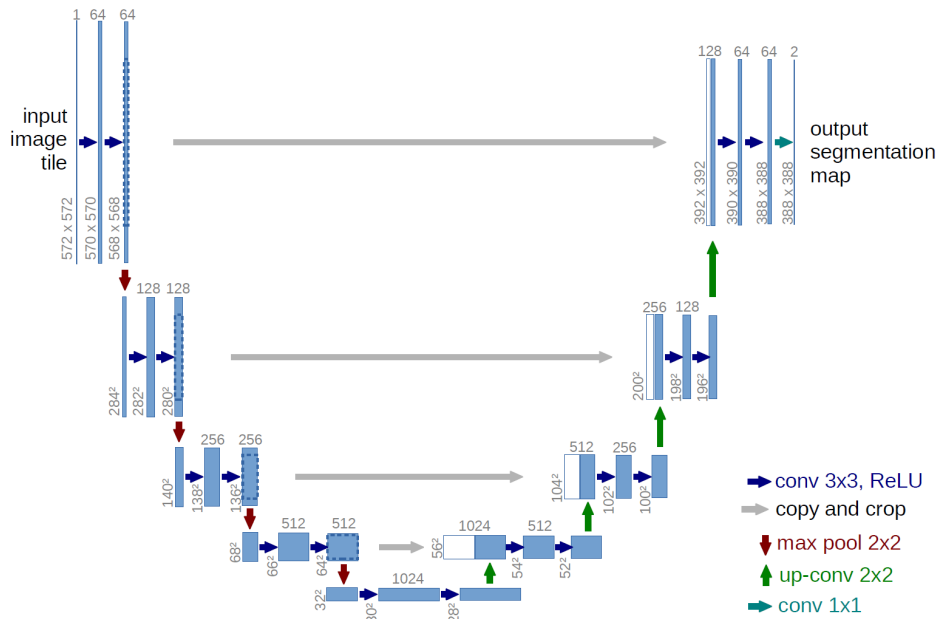 1 64 64
128 64 64 2
input
image
tile
output
segmentation
map
572 x 572
570 x 570
568 x 568
392 x 392
390 x 390
388 x 388
388 x 388
128 128
256 128
284²
282²
280²
200²
198²
196²
256 256
512 256
140²
138²
136²
104²
102²
100²
512 512
1024 512
68²
66²
64²
56²
54²
52²
1024
32²
conv 3x3, ReLU
copy and crop
max pool 2x2
up-conv 2x2
conv 1x1